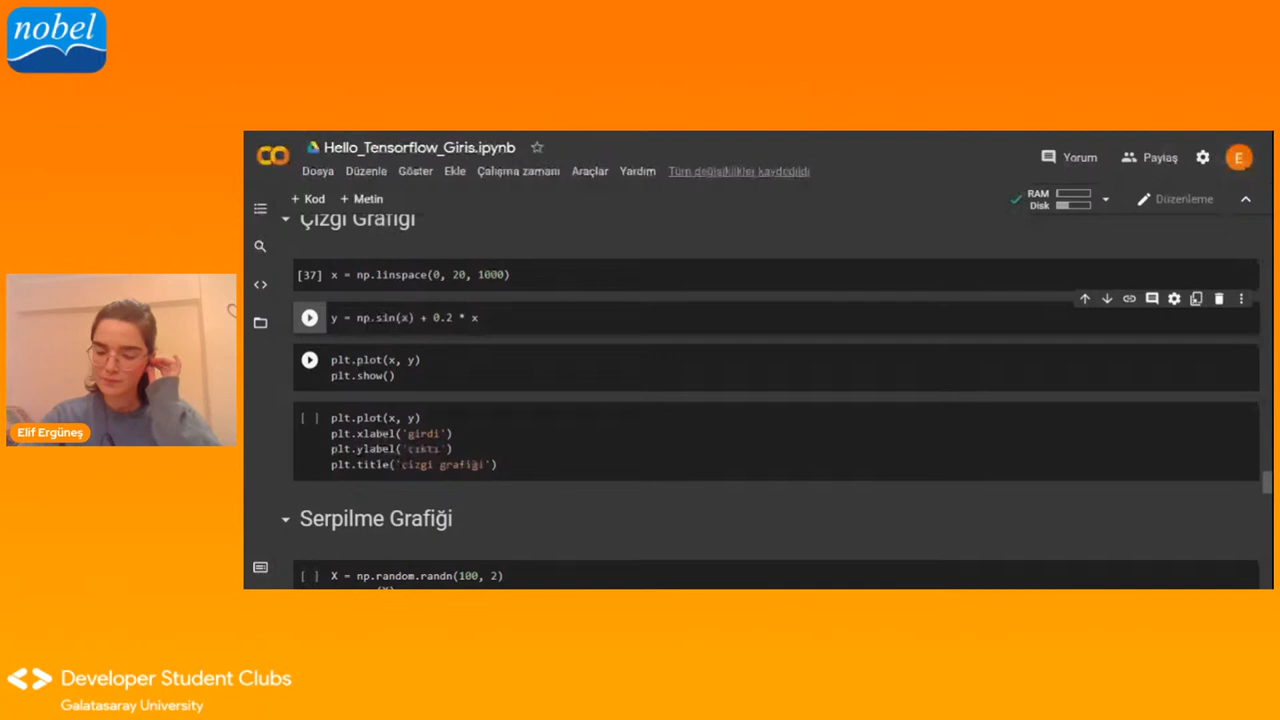 nobel
Hello_Tensorflow_Giris.ipynb
Dosya Düzenle Göster Ekle Çalışma zamanı Araçlar Yardım Tüm değişiklikler kaydedildi
Yorum Paylaş E
+ Kod + Metin
RAM
Disk
Düzenleme
Çizgi Grafiği
[37] x = np.linspace(0, 20, 1000)
y = np.sin(x) + 0.2 * x
plt.plot(x, y)
plt.show()
[ ] plt.plot(x, y)
plt.xlabel('girdi')
plt.ylabel('çıktı')
plt.title('çizgi grafiği')
Serpilme Grafiği
[ ] X = np.random.randn(100, 2)
Elif Ergüneş
Developer Student Clubs
Galatasaray University